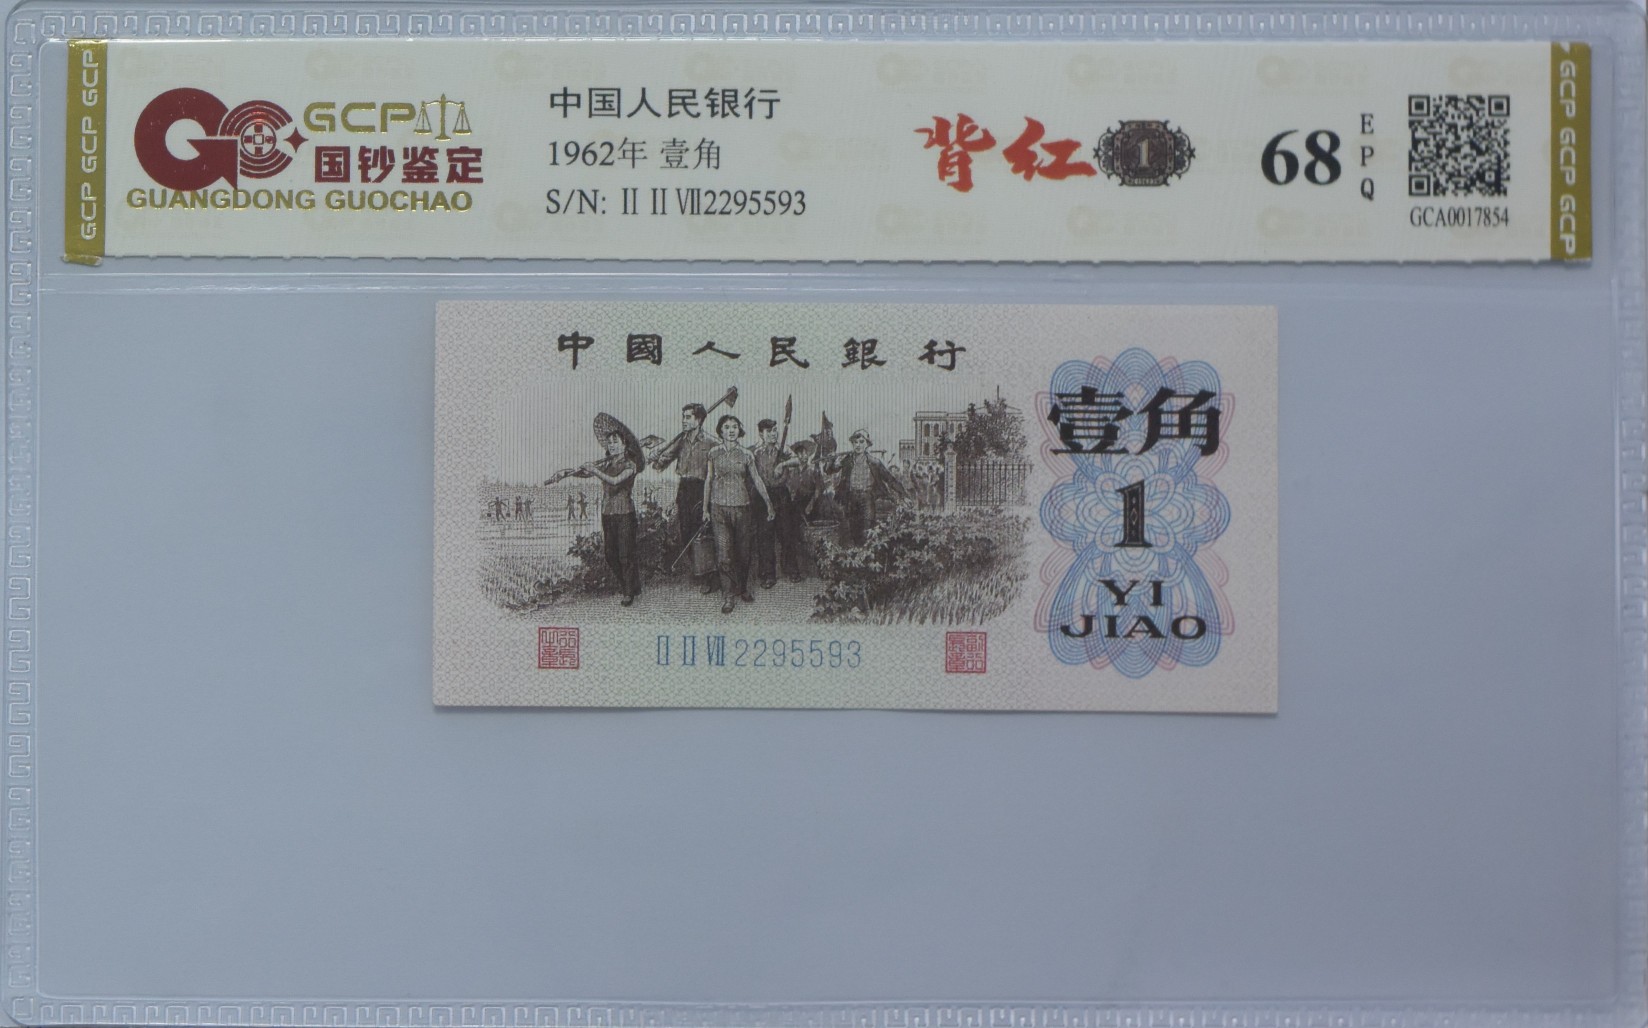 GCP GCP GCP
GCP
国钞鉴定
GUANGDONG GUOCHAO
中国人民银行
1962年 壹角
S/N: Ⅱ Ⅱ Ⅶ2295593
背红
1
68
EPQ
GCA0017854
GCP GCP GCP
中國人民銀行
壹角
1
YI
JIAO
Ⅱ Ⅱ Ⅶ 2295593